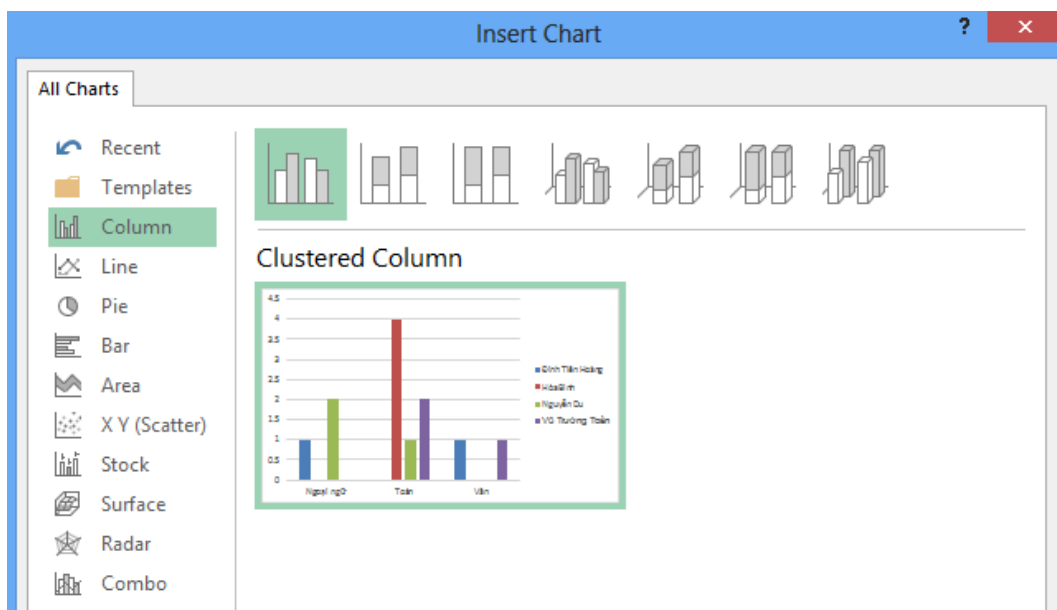 Insert Chart
?
All Charts
Recent
Templates
Column
Line
Pie
Bar
Area
X Y (Scatter)
Stock
Surface
Radar
Combo
Clustered Column
4.5
4
3.5
3
2.5
2
1.5
1
0.5
0
Ngoại ngữ
Toán
Văn
Đinh Tiên Hoàng
Hòa Bình
Nguyễn Du
Võ Trường Toản